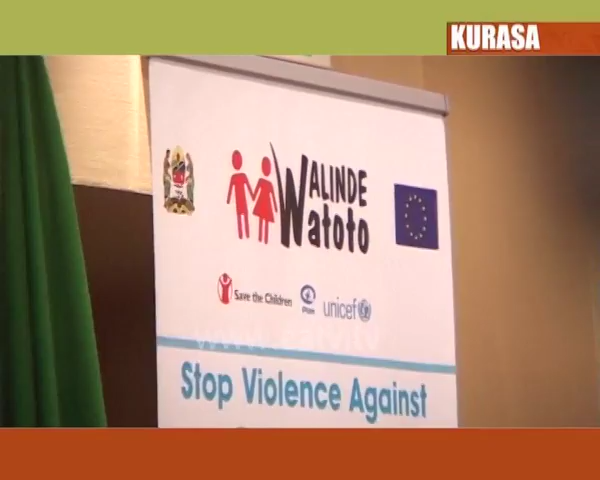 KURASA
WALINDE
Watoto
Save the Children
Plan
unicef
Stop Violence Against